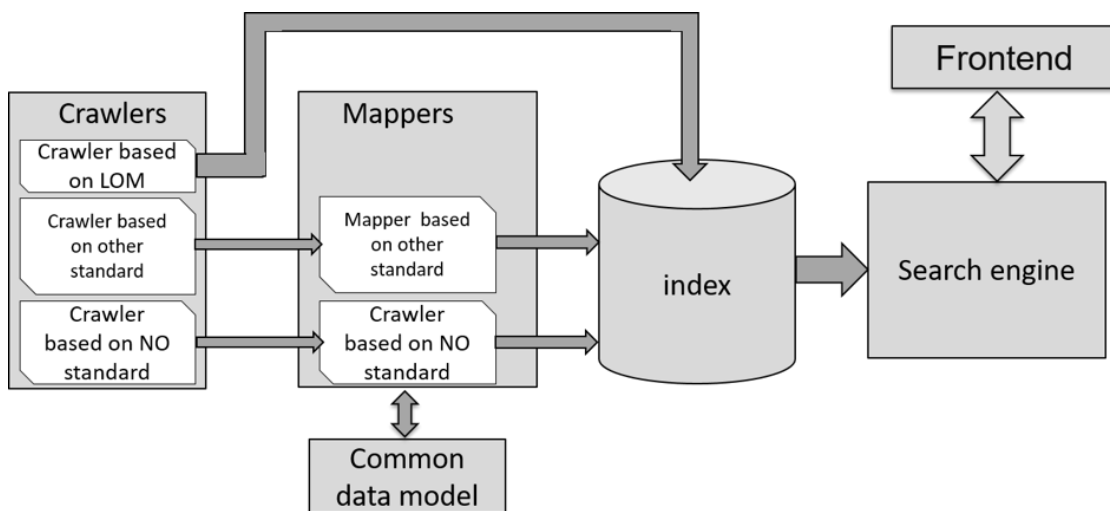 Crawlers
Crawler based
on LOM
Crawler based
on other
standard
Crawler
based on NO
standard
Mappers
Mapper based
on other
standard
Crawler
based on NO
standard
Common
data model
index
Frontend
Search engine